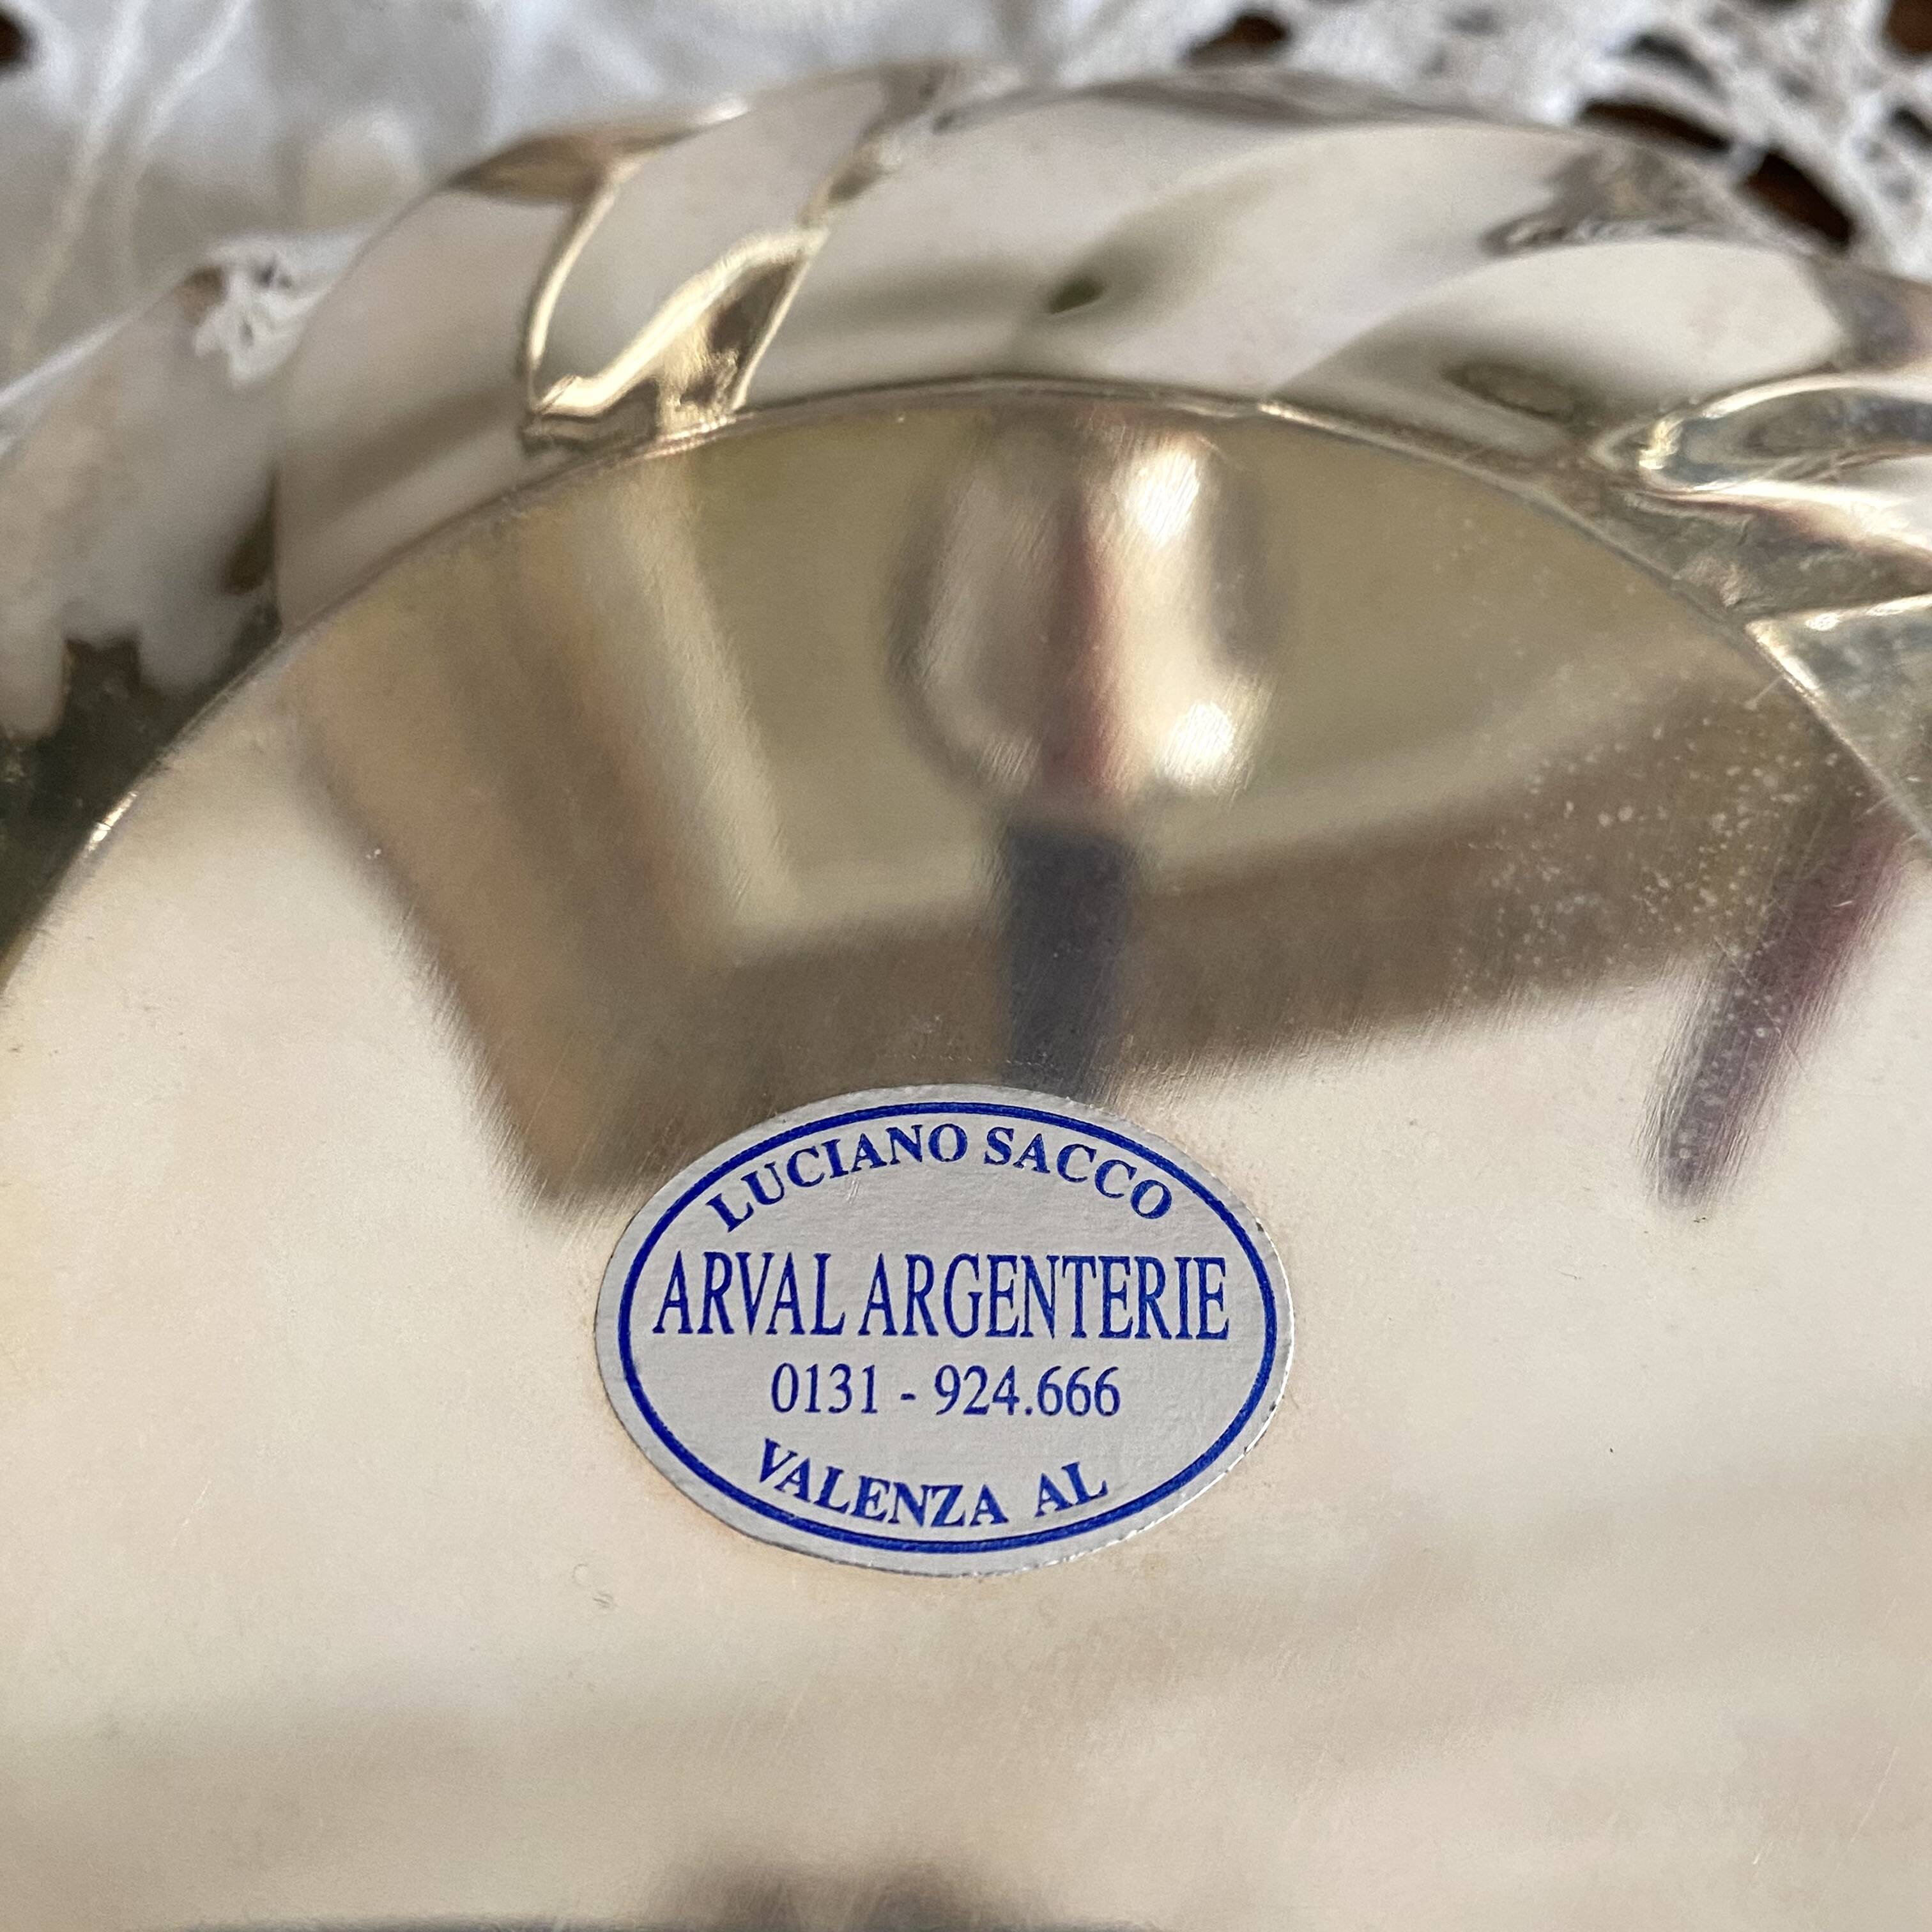 LUCIANO SACCO
ARVAL ARGENTERIE
0131 - 924.666
VALENZA AL